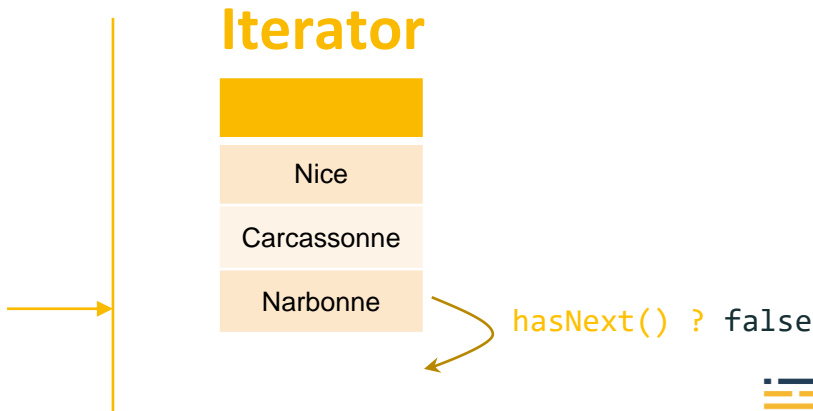 Iterator
Nice
Carcassonne
Narbonne
hasNext() ? false